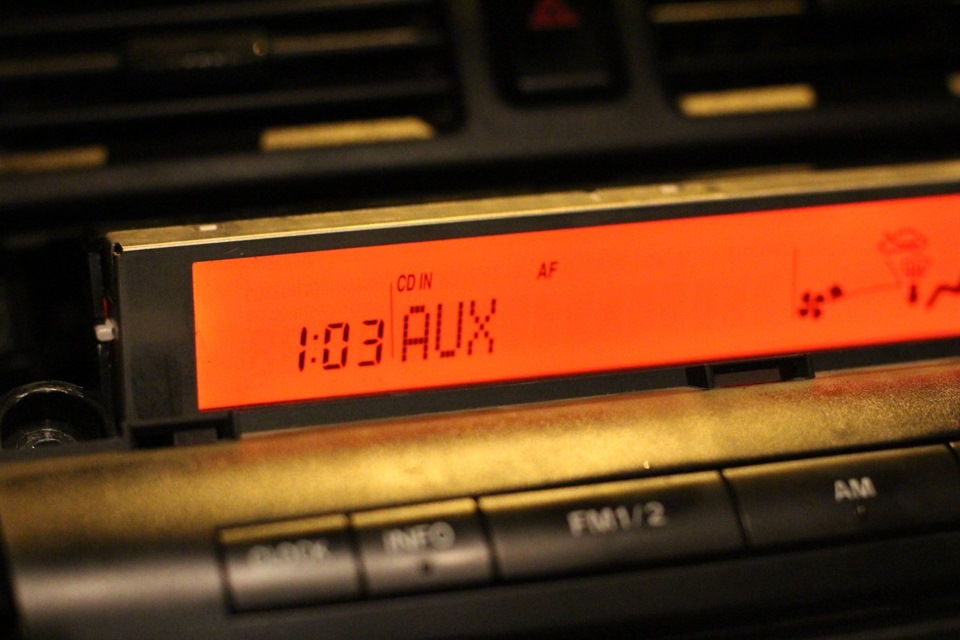 CD IN AF
1:03 AUX
CLOCK INFO FM1/2 AM